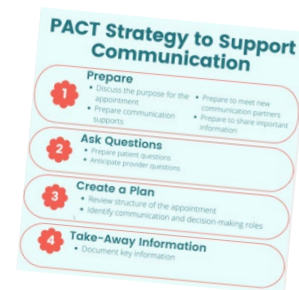 PACT Strategy to Support
Communication
1
Prepare
• Discuss the purpose for the
appointment
• Prepare communication
supports
• Prepare to meet new
communication partners
• Prepare to share important
information
2
Ask Questions
• Prepare patient questions
• Anticipate provider questions
3
Create a Plan
• Review structure of the appointment
• Identify communication and decision-making roles
4
Take-Away Information
• Document key information